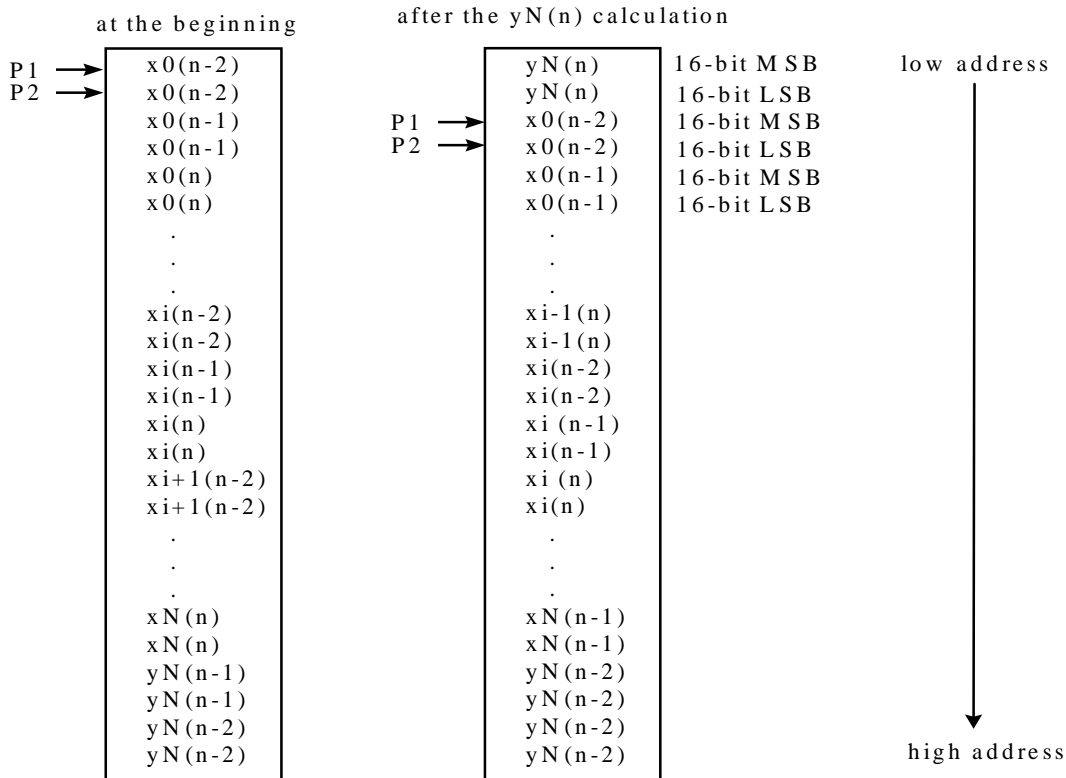 at the beginning
P1
P2
x0(n-2)
x0(n-2)
x0(n-1)
x0(n-1)
x0(n)
x0(n)
.
.
.
xi(n-2)
xi(n-2)
xi(n-1)
xi(n-1)
xi(n)
xi(n)
xi+1(n-2)
xi+1(n-2)
.
.
.
xN(n)
xN(n)
yN(n-1)
yN(n-1)
yN(n-2)
yN(n-2)
after the yN(n) calculation
P1
P2
yN(n) 16-bit MSB
yN(n) 16-bit LSB
x0(n-2) 16-bit MSB
x0(n-2) 16-bit LSB
x0(n-1) 16-bit MSB
x0(n-1) 16-bit LSB
.
.
.
xi-1(n)
xi-1(n)
xi(n-2)
xi(n-2)
xi (n-1)
xi(n-1)
xi (n)
xi(n)
.
.
.
xN(n-1)
xN(n-1)
yN(n-2)
yN(n-2)
yN(n-2)
yN(n-2)
low address
high address